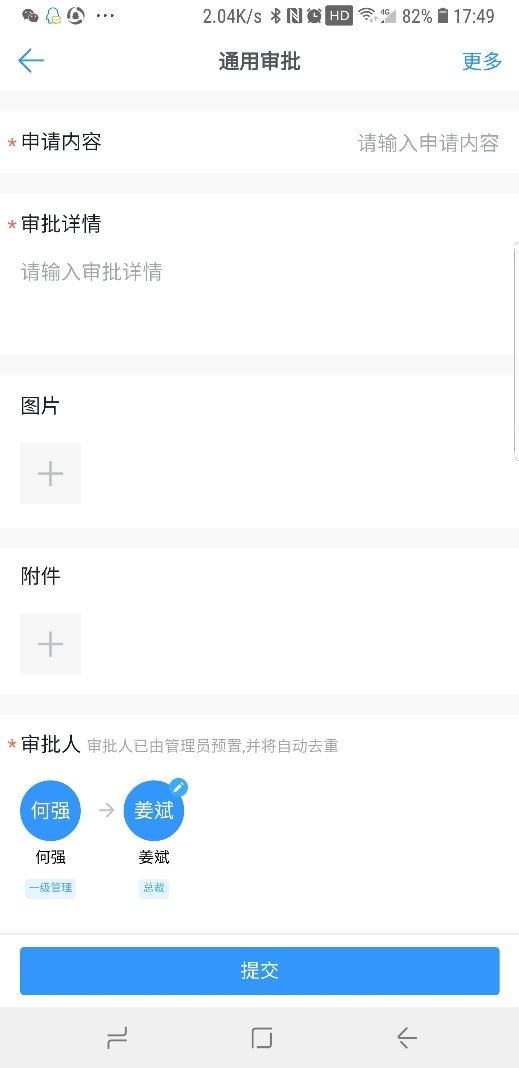 2.04K/s HD 4G 82% 17:49
通用审批 更多
*申请内容 请输入申请内容
*审批详情
请输入审批详情
图片
附件
*审批人 审批人已由管理员预置,并将自动去重
何强 姜斌
何强 姜斌
一级管理 总裁
提交